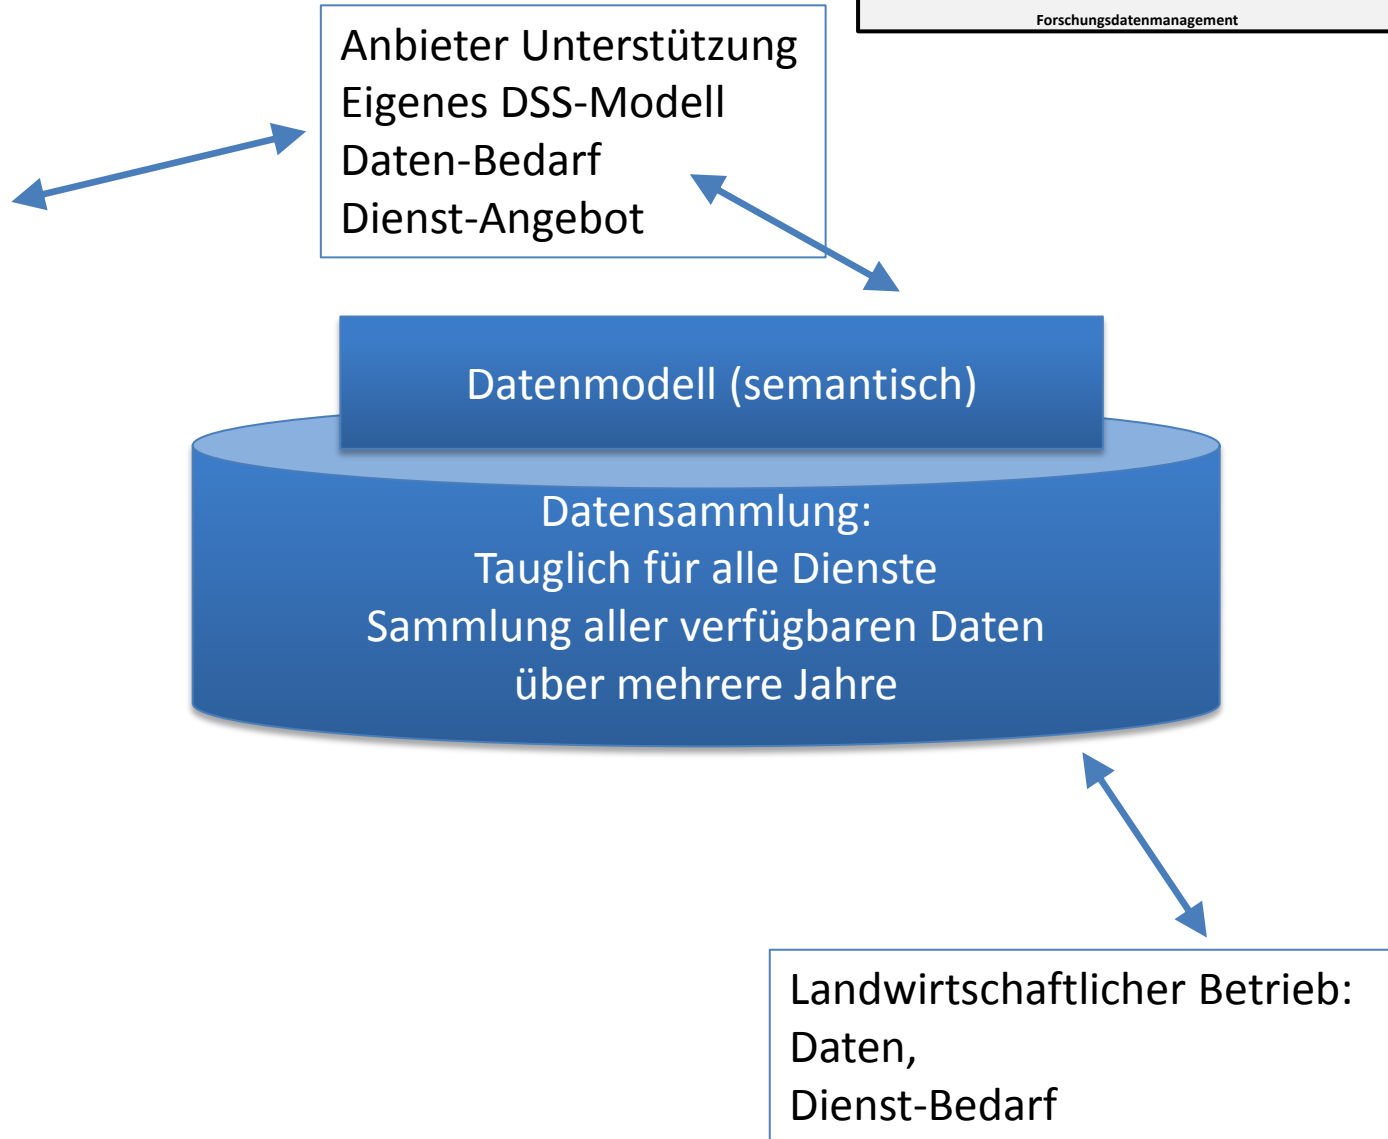 Forschungsdatenmanagement
Anbieter Unterstützung
Eigenes DSS-Modell
Daten-Bedarf
Dienst-Angebot
Datenmodell (semantisch)
Datensammlung:
Tauglich für alle Dienste
Sammlung aller verfügbaren Daten
über mehrere Jahre
Landwirtschaftlicher Betrieb:
Daten,
Dienst-Bedarf